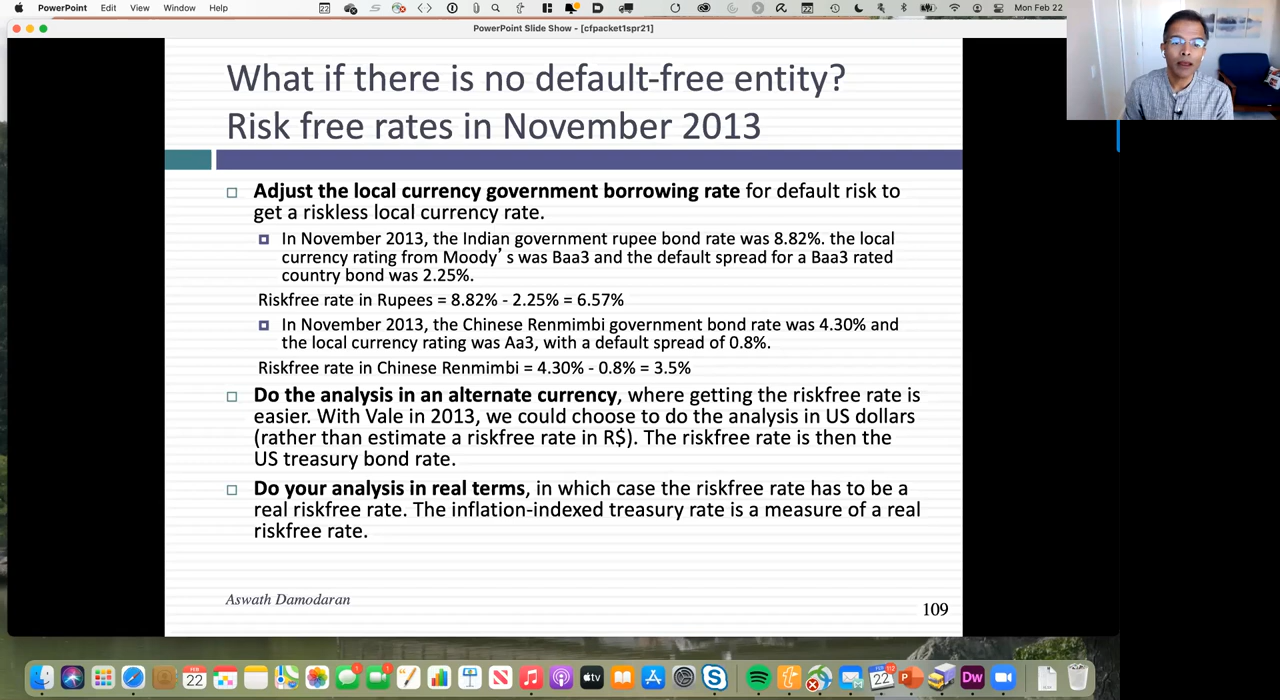 PowerPoint Edit View Window Help
22
22
Mon Feb 22
PowerPoint Slide Show - [cfpacket1spr21]
What if there is no default-free entity?
Risk free rates in November 2013
Adjust the local currency government borrowing rate for default risk to
get a riskless local currency rate.
In November 2013, the Indian government rupee bond rate was 8.82%. the local
currency rating from Moody's was Baa3 and the default spread for a Baa3 rated
country bond was 2.25%.
Riskfree rate in Rupees = 8.82% - 2.25% = 6.57%
In November 2013, the Chinese Renmimbi government bond rate was 4.30% and
the local currency rating was Aa3, with a default spread of 0.8%.
Riskfree rate in Chinese Renmimbi = 4.30% - 0.8% = 3.5%
Do the analysis in an alternate currency, where getting the riskfree rate is
easier. With Vale in 2013, we could choose to do the analysis in US dollars
(rather than estimate a riskfree rate in R$). The riskfree rate is then the
US treasury bond rate.
Do your analysis in real terms, in which case the riskfree rate has to be a
real riskfree rate. The inflation-indexed treasury rate is a measure of a real
riskfree rate.
Aswath Damodaran
109
FEB
22
1
1
tv
22
Dw